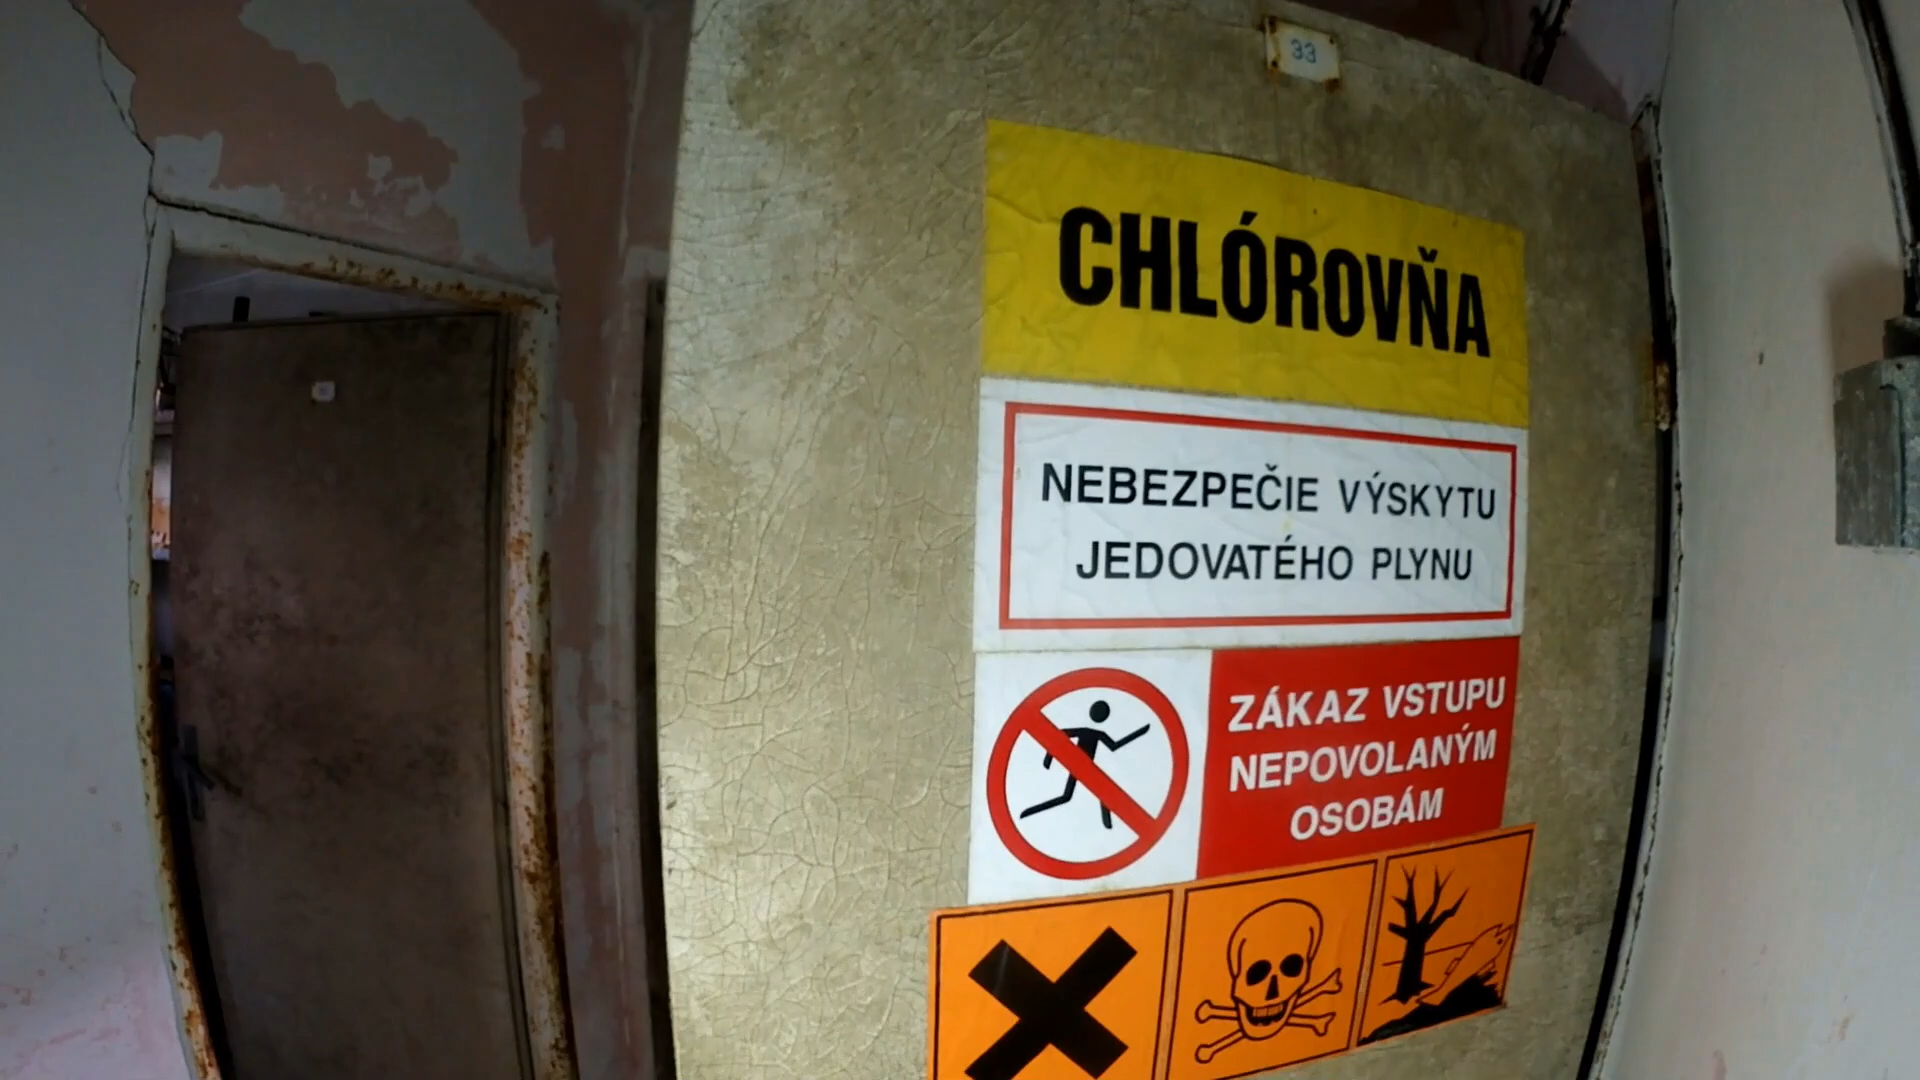 33
CHLÓROVŇA
NEBEZPEČIE VÝSKYTU
JEDOVATÉHO PLYNU
ZÁKAZ VSTUPU
NEPOVOLANÝM
OSOBÁM